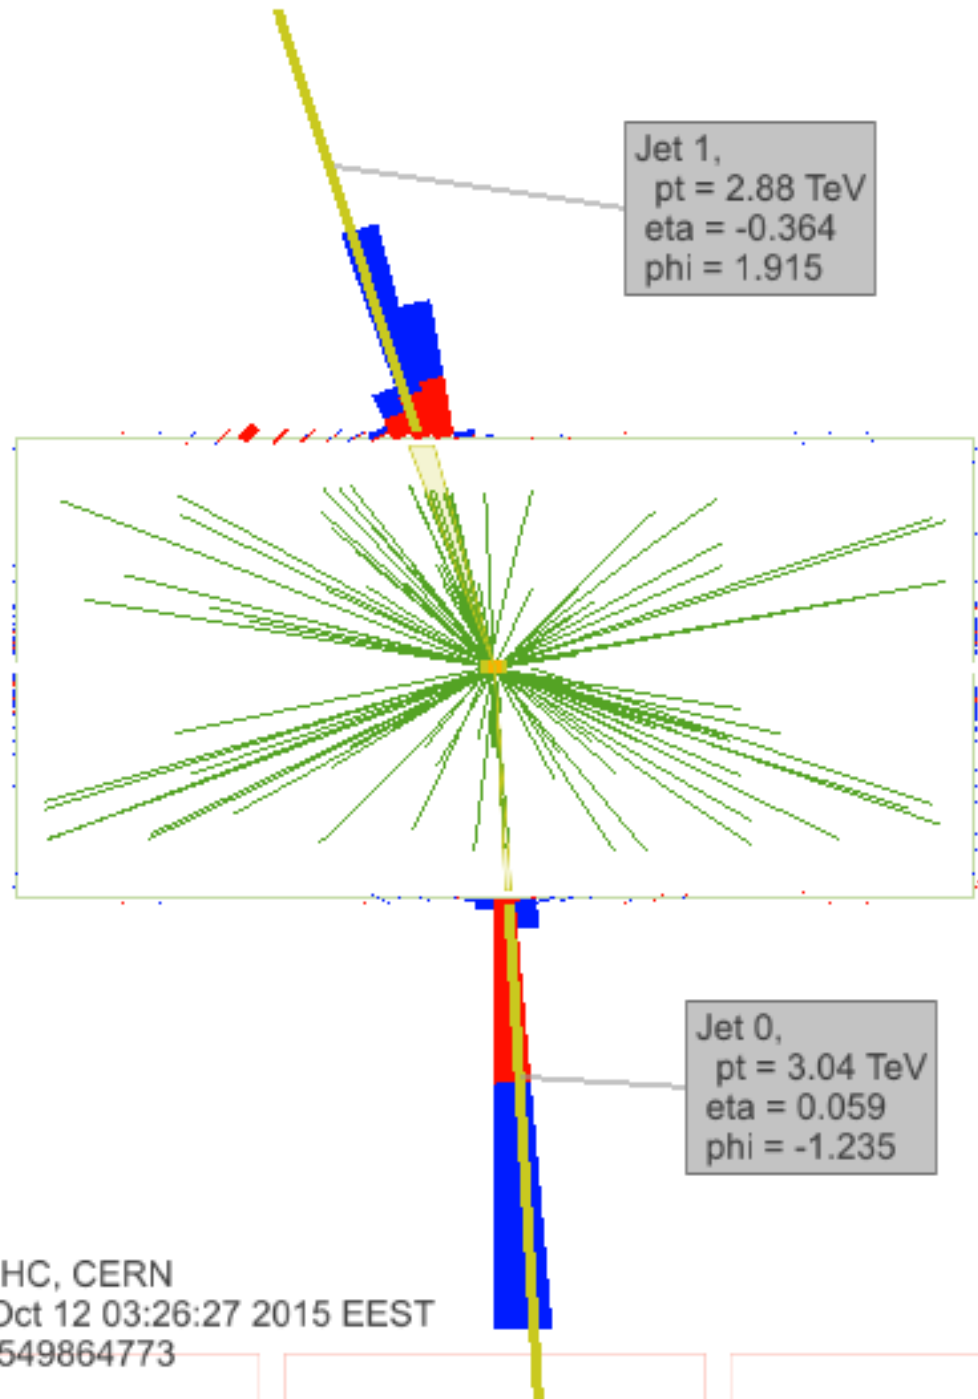 Jet 1,
pt = 2.88 TeV
eta = -0.364
phi = 1.915
Jet 0,
pt = 3.04 TeV
eta = 0.059
phi = -1.235
HC, CERN
Oct 12 03:26:27 2015 EEST
549864773